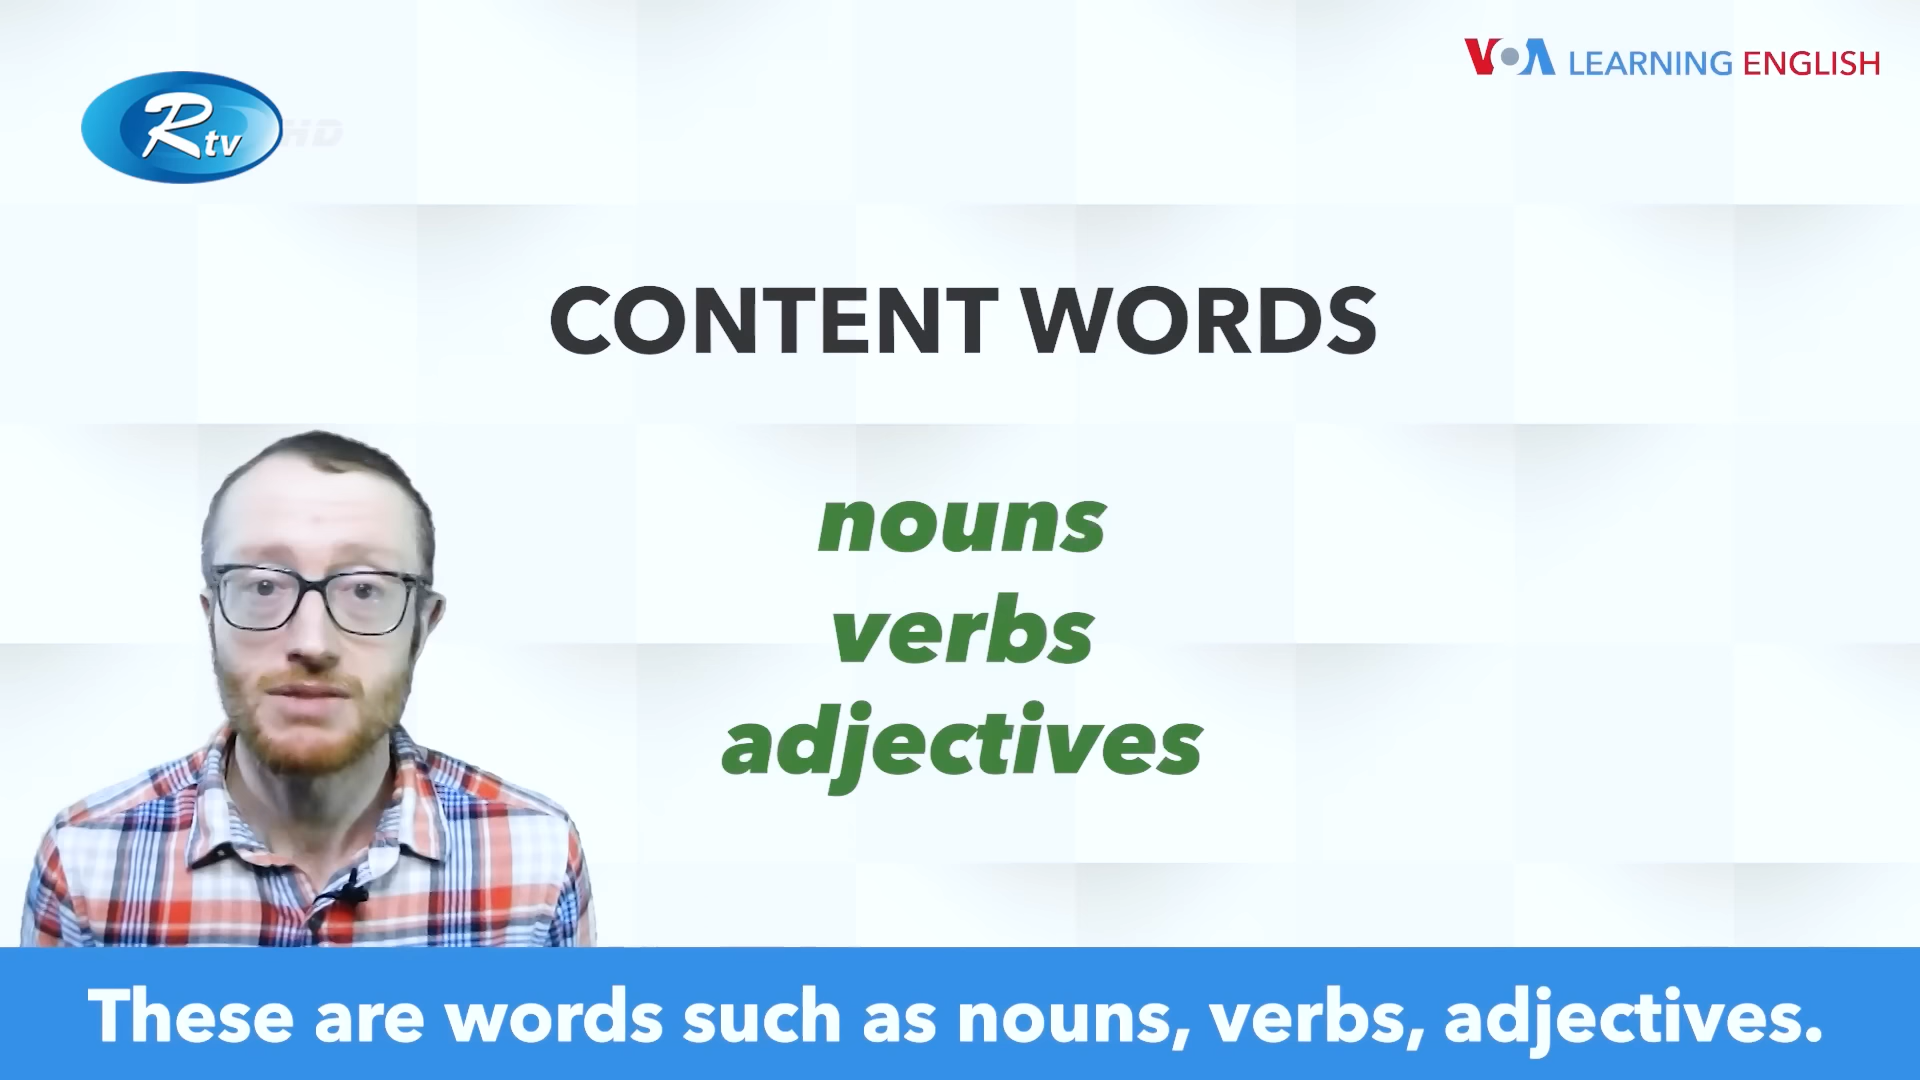 VOA LEARNING ENGLISH
Rtv HD
CONTENT WORDS
nouns
verbs
adjectives
These are words such as nouns, verbs, adjectives.